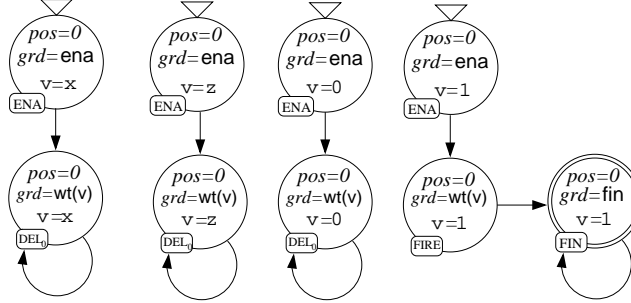 pos=0
grd=ena
v=x
ENA
pos=0
grd=ena
v=z
ENA
pos=0
grd=ena
v=0
ENA
pos=0
grd=ena
v=1
ENA
pos=0
grd=wt(v)
v=x
DEL₀
pos=0
grd=wt(v)
v=z
DEL₀
pos=0
grd=wt(v)
v=0
DEL₀
pos=0
grd=wt(v)
v=1
FIRE
pos=0
grd=fin
v=1
FIN